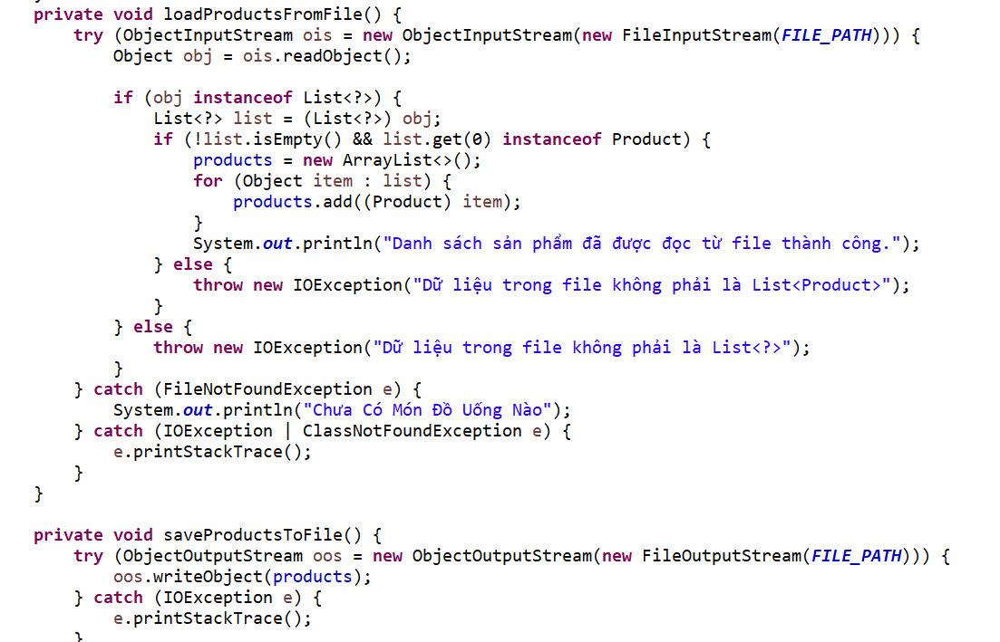 private void loadProductsFromFile() {
try (ObjectInputStream ois = new ObjectInputStream(new FileInputStream(FILE_PATH))) {
Object obj = ois.readObject();
if (obj instanceof List<?>) {
List<?> list = (List<?>) obj;
if (!list.isEmpty() && list.get(0) instanceof Product) {
products = new ArrayList<>();
for (Object item : list) {
products.add((Product) item);
}
System.out.println("Danh sách sản phẩm đã được đọc từ file thành công.");
} else {
throw new IOException("Dữ liệu trong file không phải là List<Product>");
}
} else {
throw new IOException("Dữ liệu trong file không phải là List<?>");
}
} catch (FileNotFoundException e) {
System.out.println("Chưa Có Món Đồ Uống Nào");
} catch (IOException | ClassNotFoundException e) {
e.printStackTrace();
}
}
private void saveProductsToFile() {
try (ObjectOutputStream oos = new ObjectOutputStream(new FileOutputStream(FILE_PATH))) {
oos.writeObject(products);
} catch (IOException e) {
e.printStackTrace();
}